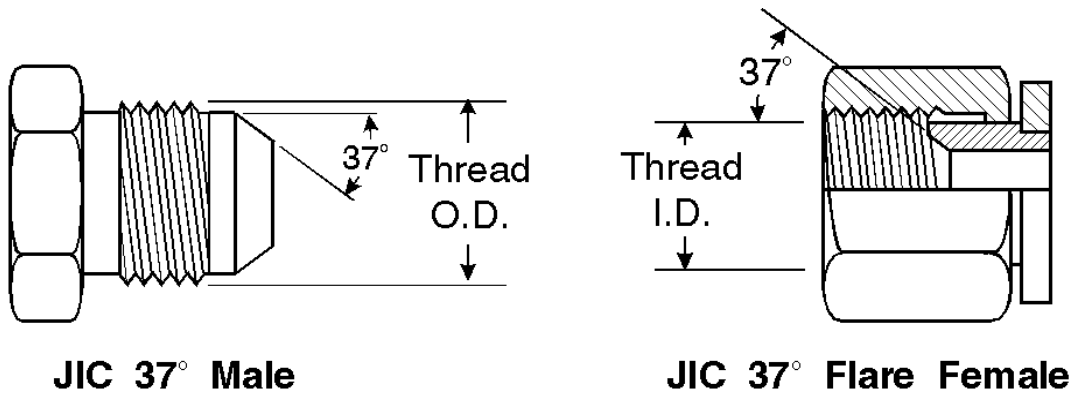 37°
Thread
O.D.
JIC 37° Male
37°
Thread
I.D.
JIC 37° Flare Female